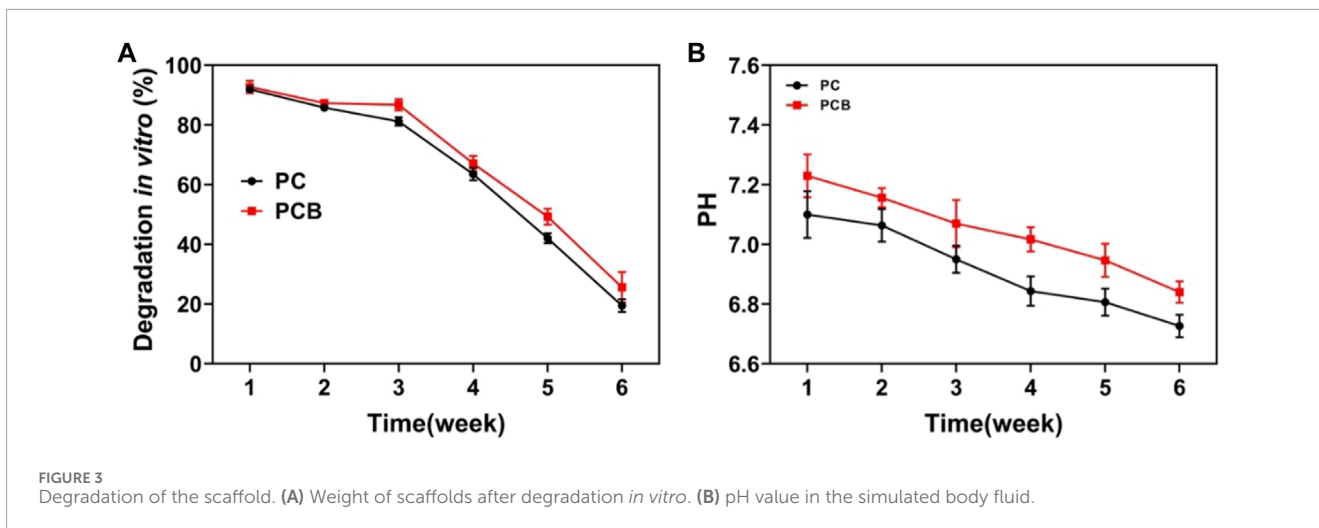 A
Degradation in vitro (%)
100
80
60
40
20
0
PC
PCB
1 2 3 4 5 6
Time(week)
B
PH
7.6
7.4
7.2
7.0
6.8
6.6
PC
PCB
1 2 3 4 5 6
Time(week)
FIGURE 3
Degradation of the scaffold. (A) Weight of scaffolds after degradation in vitro. (B) pH value in the simulated body fluid.